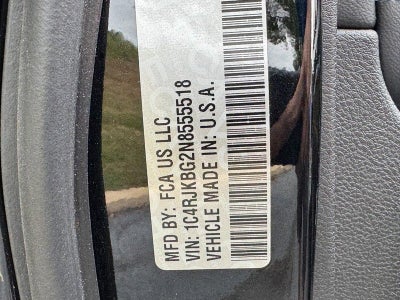 MFD BY: FCA US LLC
VIN: 1C4RJKBG2N8555518
VEHICLE MADE IN: U.S.A.